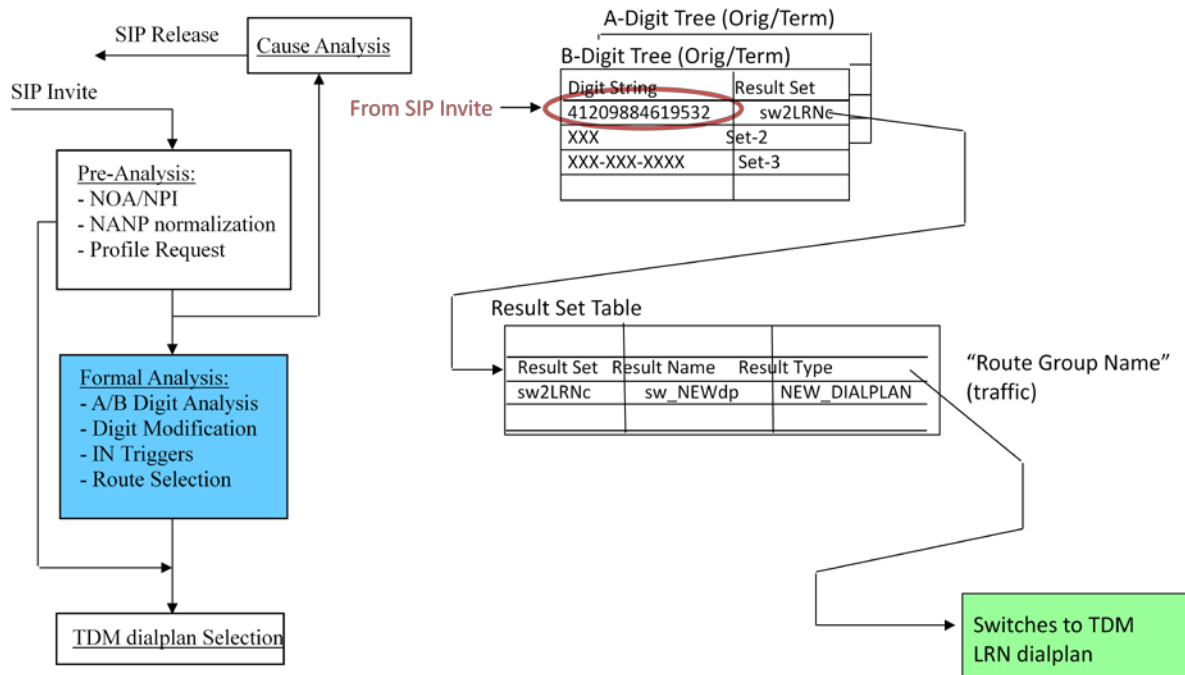 SIP Release
Cause Analysis
SIP Invite
Pre-Analysis:
- NOA/NPI
- NANP normalization
- Profile Request
Formal Analysis:
- A/B Digit Analysis
- Digit Modification
- IN Triggers
- Route Selection
TDM dialplan Selection
A-Digit Tree (Orig/Term)
B-Digit Tree (Orig/Term)
Digit String Result Set
From SIP Invite
41209884619532 sw2LRNc
XXX Set-2
XXX-XXX-XXXX Set-3
Result Set Table
Result Set Result Name Result Type
sw2LRNc sw_NEWdp NEW_DIALPLAN
“Route Group Name”
(traffic)
Switches to TDM
LRN dialplan